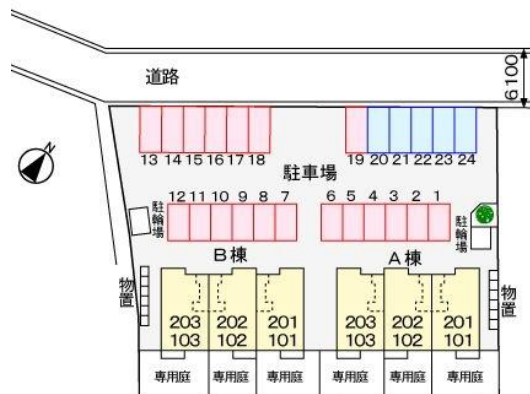 道路
6100
N
13 14 15 16 17 18
19 20 21 22 23 24
駐車場
12 11 10 9 8 7
6 5 4 3 2 1
駐輪場
駐輪場
B棟
A棟
物置
物置
203 202 201
103 102 101
203 202 201
103 102 101
専用庭 専用庭 専用庭
専用庭 専用庭 専用庭